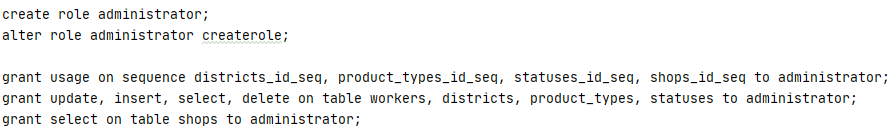 create role administrator;
alter role administrator createrole;
grant usage on sequence districts_id_seq, product_types_id_seq, statuses_id_seq, shops_id_seq to administrator;
grant update, insert, select, delete on table workers, districts, product_types, statuses to administrator;
grant select on table shops to administrator;